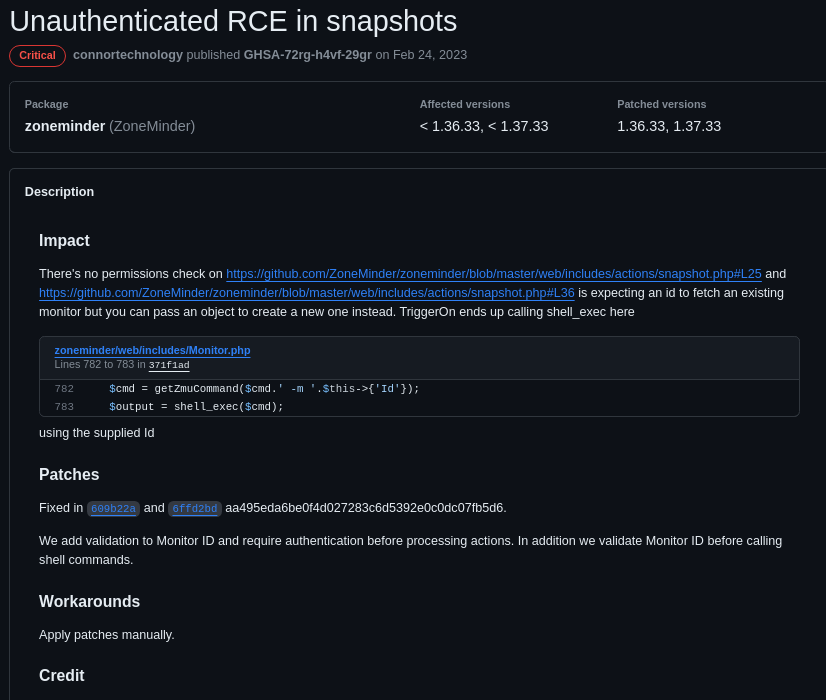 Unauthenticated RCE in snapshots
Critical connortechnology published GHSA-72rg-h4vf-29gr on Feb 24, 2023
Package Affected versions Patched versions
zoneminder (ZoneMinder) < 1.36.33, < 1.37.33 1.36.33, 1.37.33
Description
Impact
There's no permissions check on https://github.com/ZoneMinder/zoneminder/blob/master/web/includes/actions/snapshot.php#L25 and
https://github.com/ZoneMinder/zoneminder/blob/master/web/includes/actions/snapshot.php#L36 is expecting an id to fetch an existing
monitor but you can pass an object to create a new one instead. TriggerOn ends up calling shell_exec here
zoneminder/web/includes/Monitor.php
Lines 782 to 783 in 371f1ad
782 $cmd = getZmuCommand($cmd.' -m '.$this->{'Id'});
783 $output = shell_exec($cmd);
using the supplied Id
Patches
Fixed in 609b22a and 6ffd2bd aa495eda6be0f4d027283c6d5392e0c0dc07fb5d6.
We add validation to Monitor ID and require authentication before processing actions. In addition we validate Monitor ID before calling
shell commands.
Workarounds
Apply patches manually.
Credit